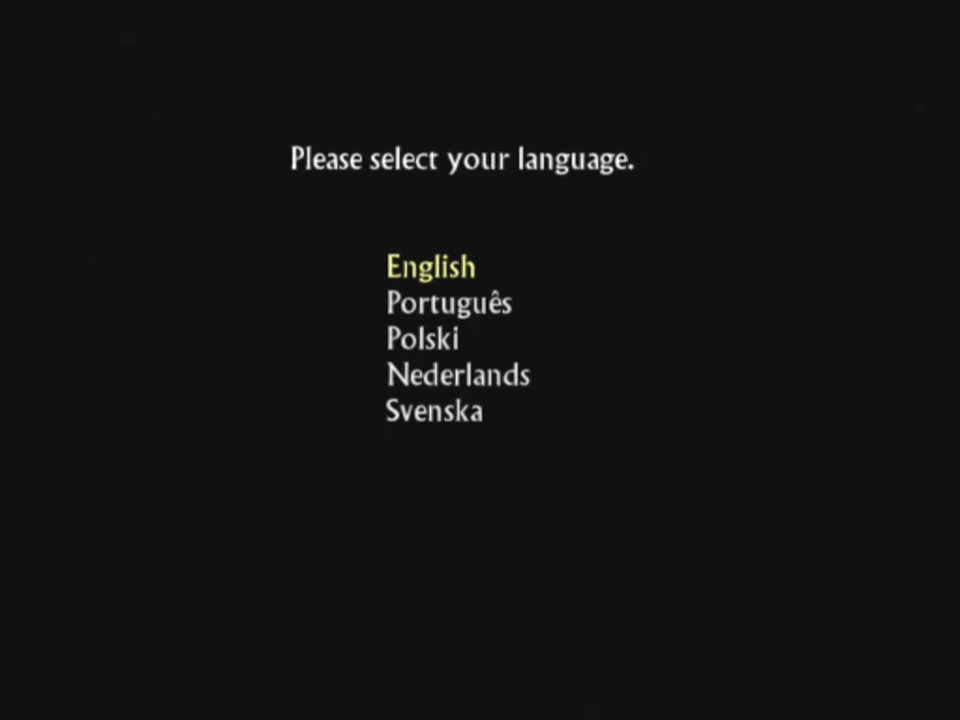 Please select your language.
English
Português
Polski
Nederlands
Svenska